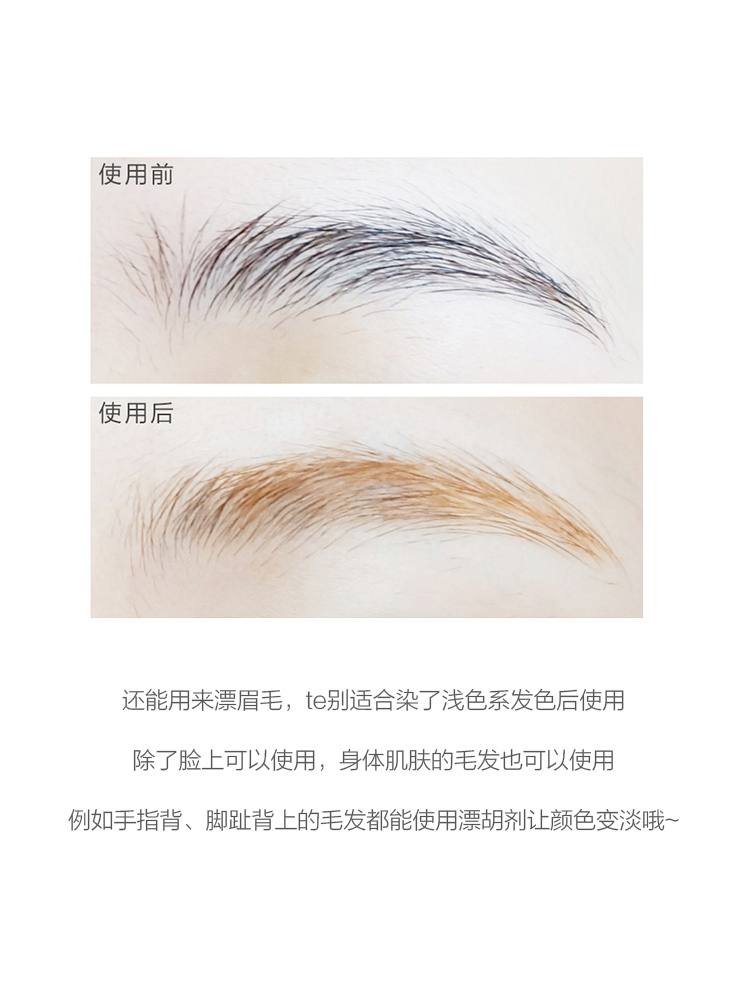 使用前
使用后
还能用来漂眉毛，te别适合染了浅色系发色后使用
除了脸上可以使用，身体肌肤的毛发也可以使用
例如手指背、脚趾背上的毛发都能使用漂胡剂让颜色变淡哦~